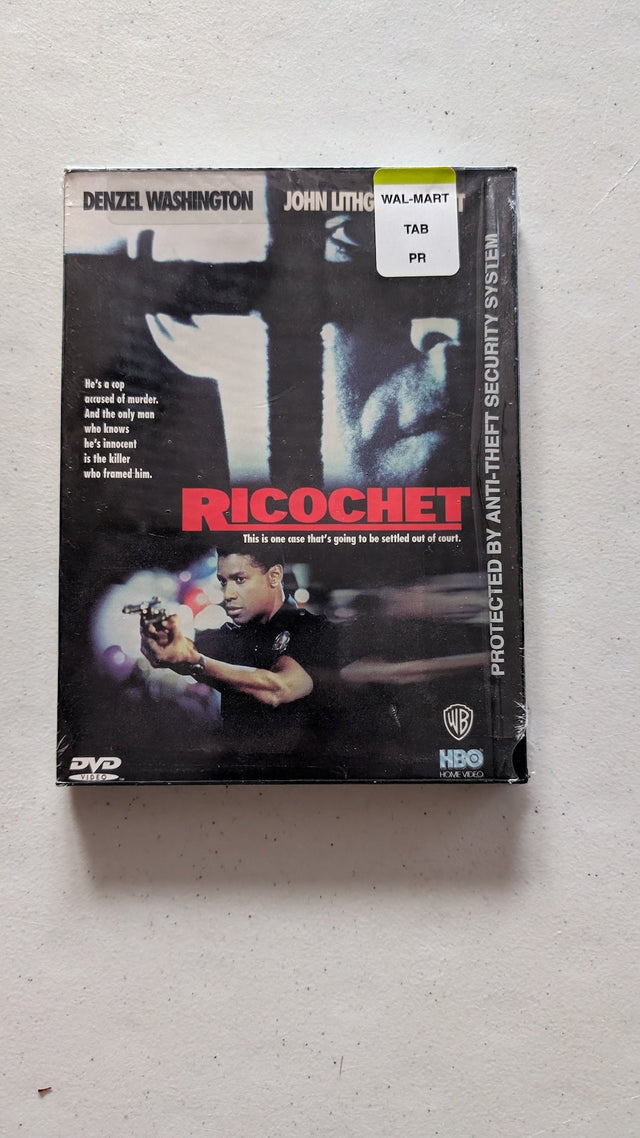 DENZEL WASHINGTON JOHN LITHG T
WAL-MART
TAB
PR
PROTECTED BY ANTI-THEFT SECURITY SYSTEM
He's a cop
accused of murder.
And the only man
who knows
he's innocent
is the killer
who framed him.
RICOCHET
This is one case that's going to be settled out of court.
WB
DVD
VIDEO
HBO
HOME VIDEO